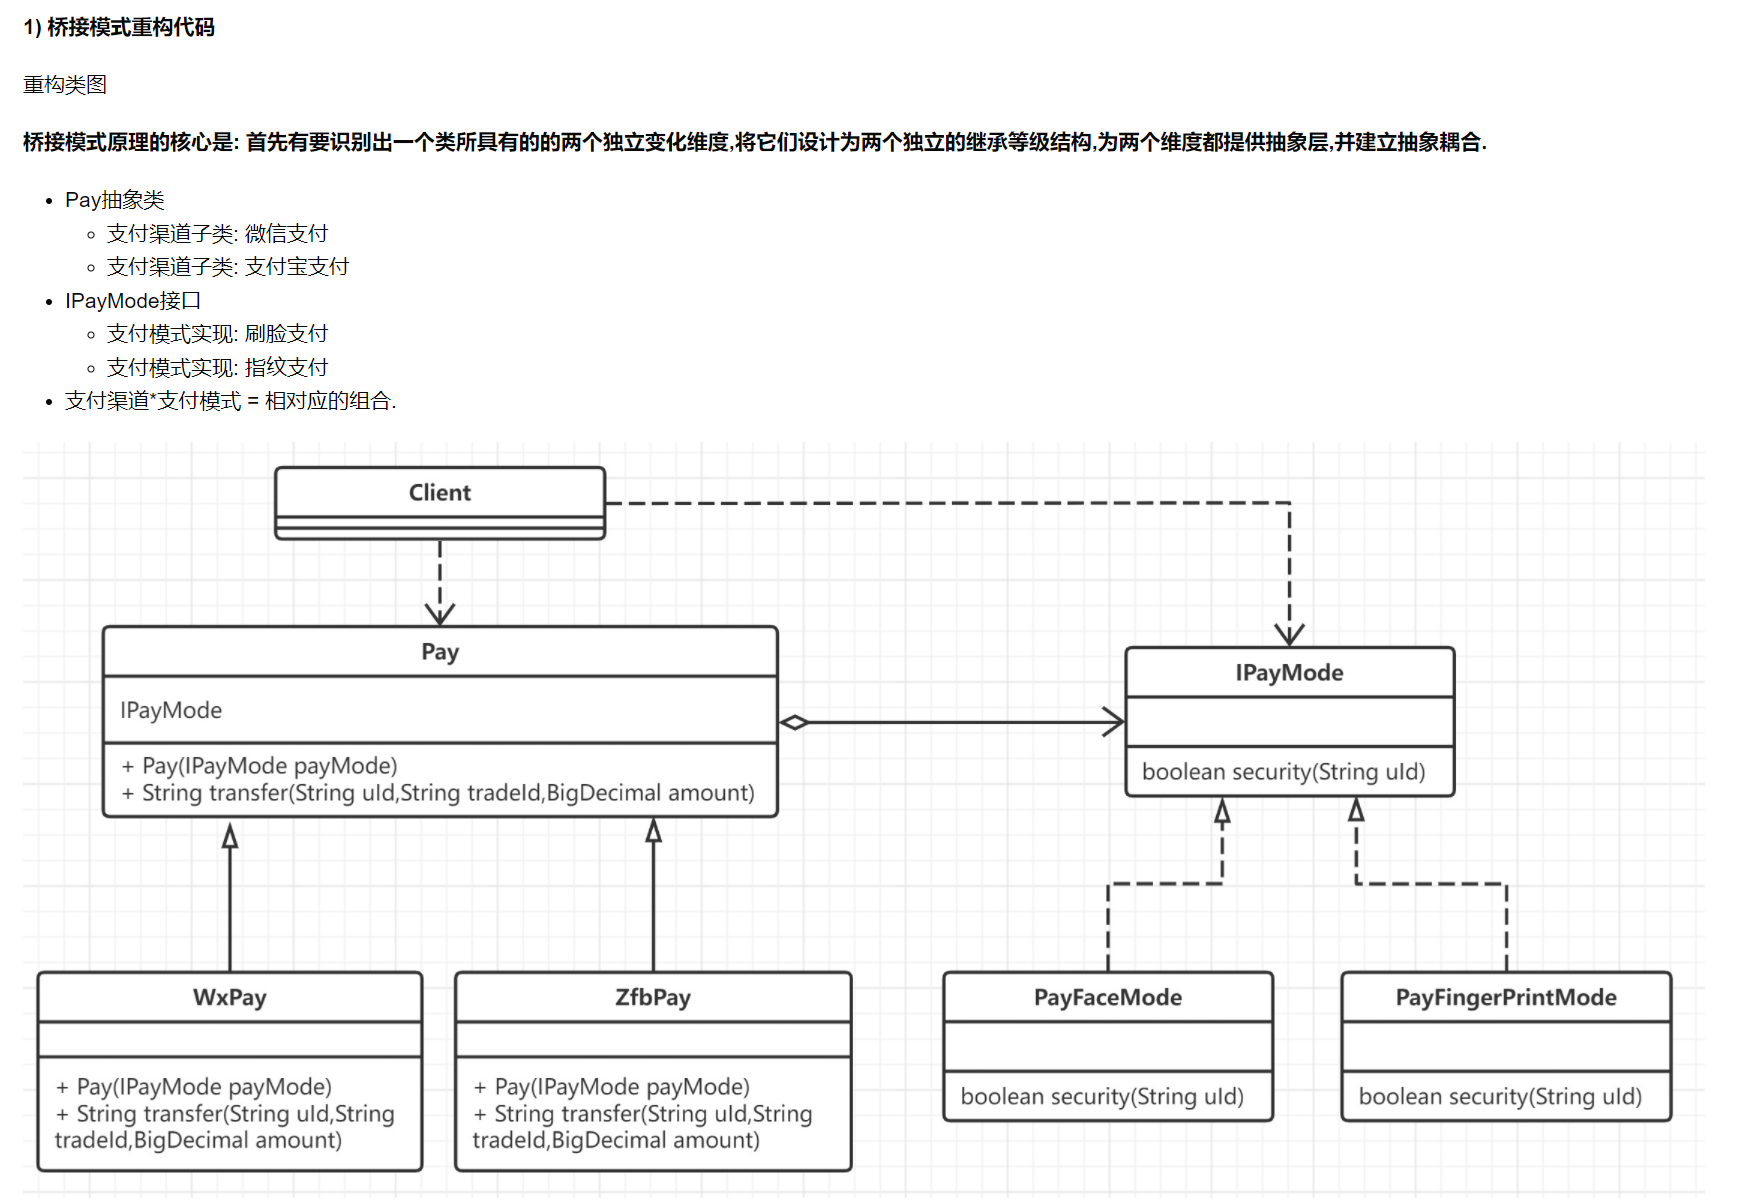 1) 桥接模式重构代码
重构类图
桥接模式原理的核心是: 首先有要识别出一个类所具有的的两个独立变化维度,将它们设计为两个独立的继承等级结构,为两个维度都提供抽象层,并建立抽象耦合.
Pay抽象类
支付渠道子类: 微信支付
支付渠道子类: 支付宝支付
IPayMode接口
支付模式实现: 刷脸支付
支付模式实现: 指纹支付
支付渠道*支付模式 = 相对应的组合.
Client
Pay
IPayMode
+ Pay(IPayMode payMode)
+ String transfer(String uId,String tradeId,BigDecimal amount)
IPayMode
boolean security(String uId)
WxPay
+ Pay(IPayMode payMode)
+ String transfer(String uId,String
tradeId,BigDecimal amount)
ZfbPay
+ Pay(IPayMode payMode)
+ String transfer(String uId,String
tradeId,BigDecimal amount)
PayFaceMode
boolean security(String uId)
PayFingerPrintMode
boolean security(String uId)